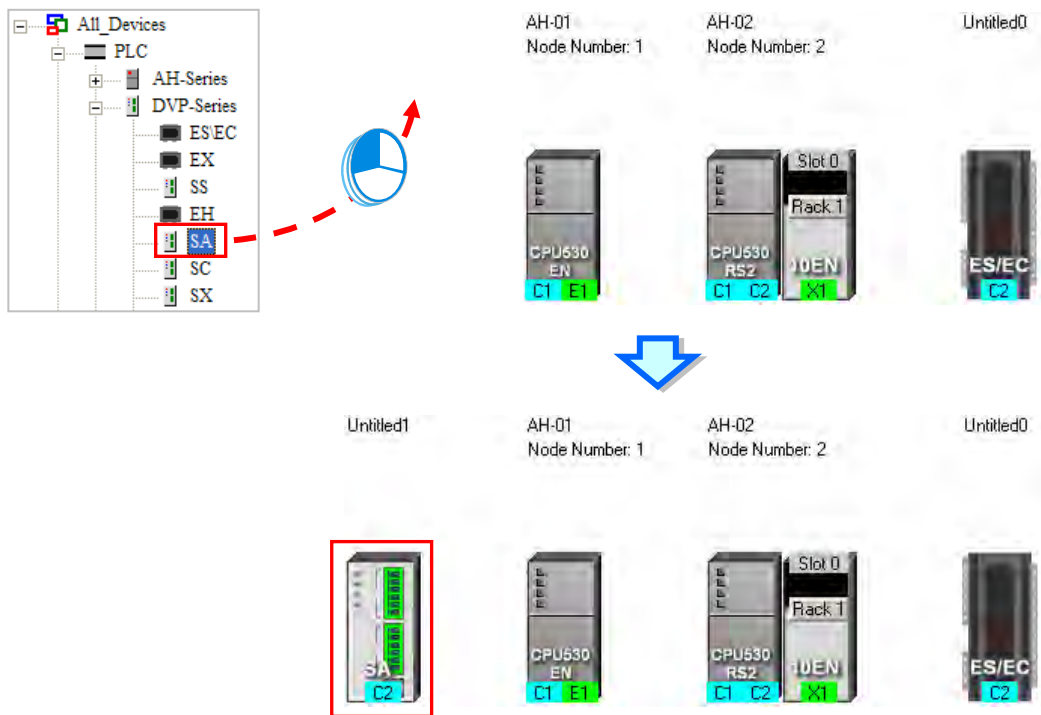 All_Devices
PLC
AH-Series
DVP-Series
ES\EC
EX
SS
EH
SA
SC
SX
AH-01
Node Number: 1
AH-02
Node Number: 2
Untitled0
CPU530
EN
C1 E1
CPU530
RS2
C1 C2
Slot 0
Rack 1
10EN
X1
ES/EC
C2
Untitled1
AH-01
Node Number: 1
AH-02
Node Number: 2
Untitled0
SA
C2
CPU530
EN
C1 E1
CPU530
RS2
C1 C2
Slot 0
Rack 1
10EN
X1
ES/EC
C2